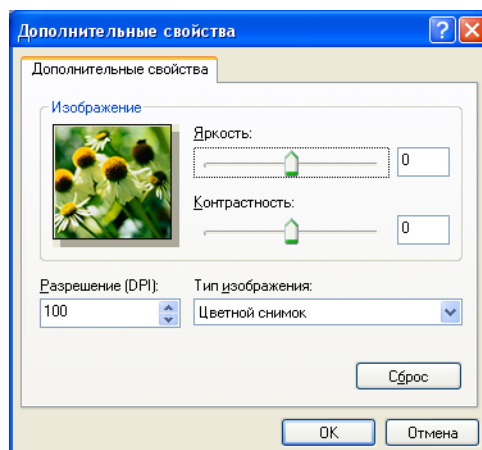 Дополнительные свойства
Дополнительные свойства
Изображение
Яркость:
0
Контрастность:
0
Разрешение (DPI): Тип изображения:
100 Цветной снимок
Сброс
OK Отмена